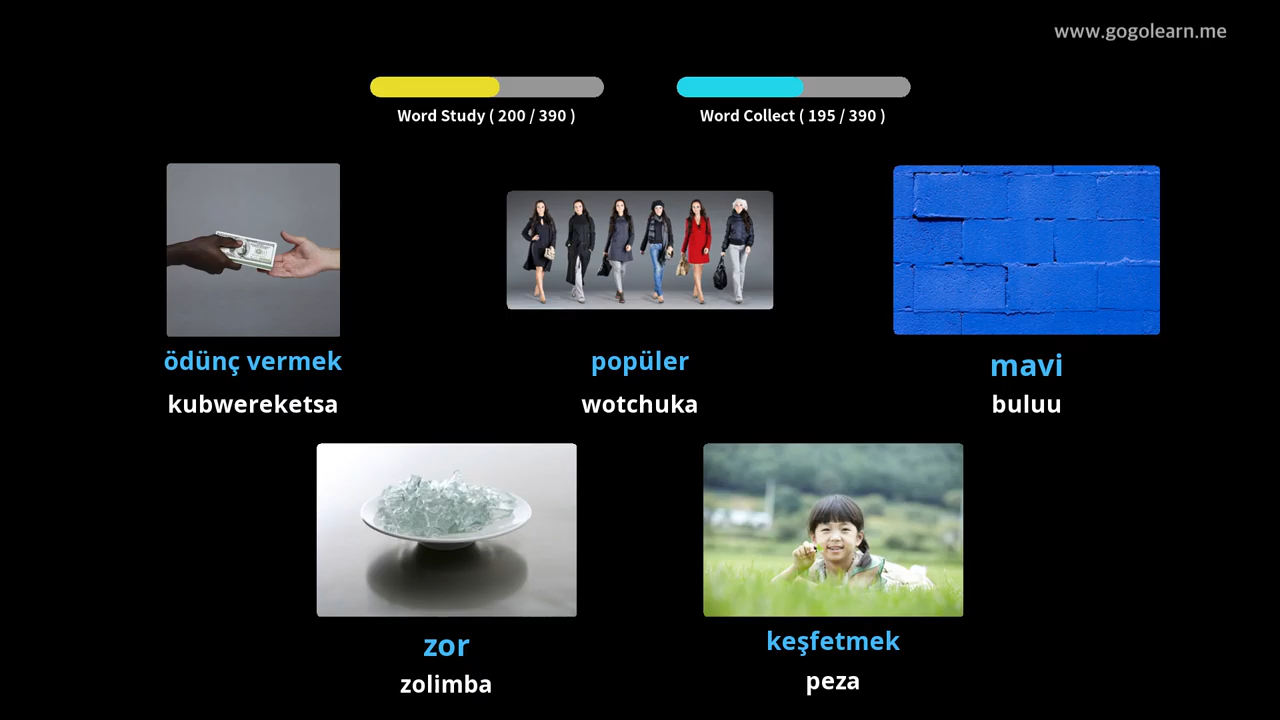 www.gogolearn.me
Word Study ( 200 / 390 )
Word Collect ( 195 / 390 )
ödünç vermek
kubwereketsa
popüler
wotchuka
mavi
buluu
zor
zolimba
keşfetmek
peza